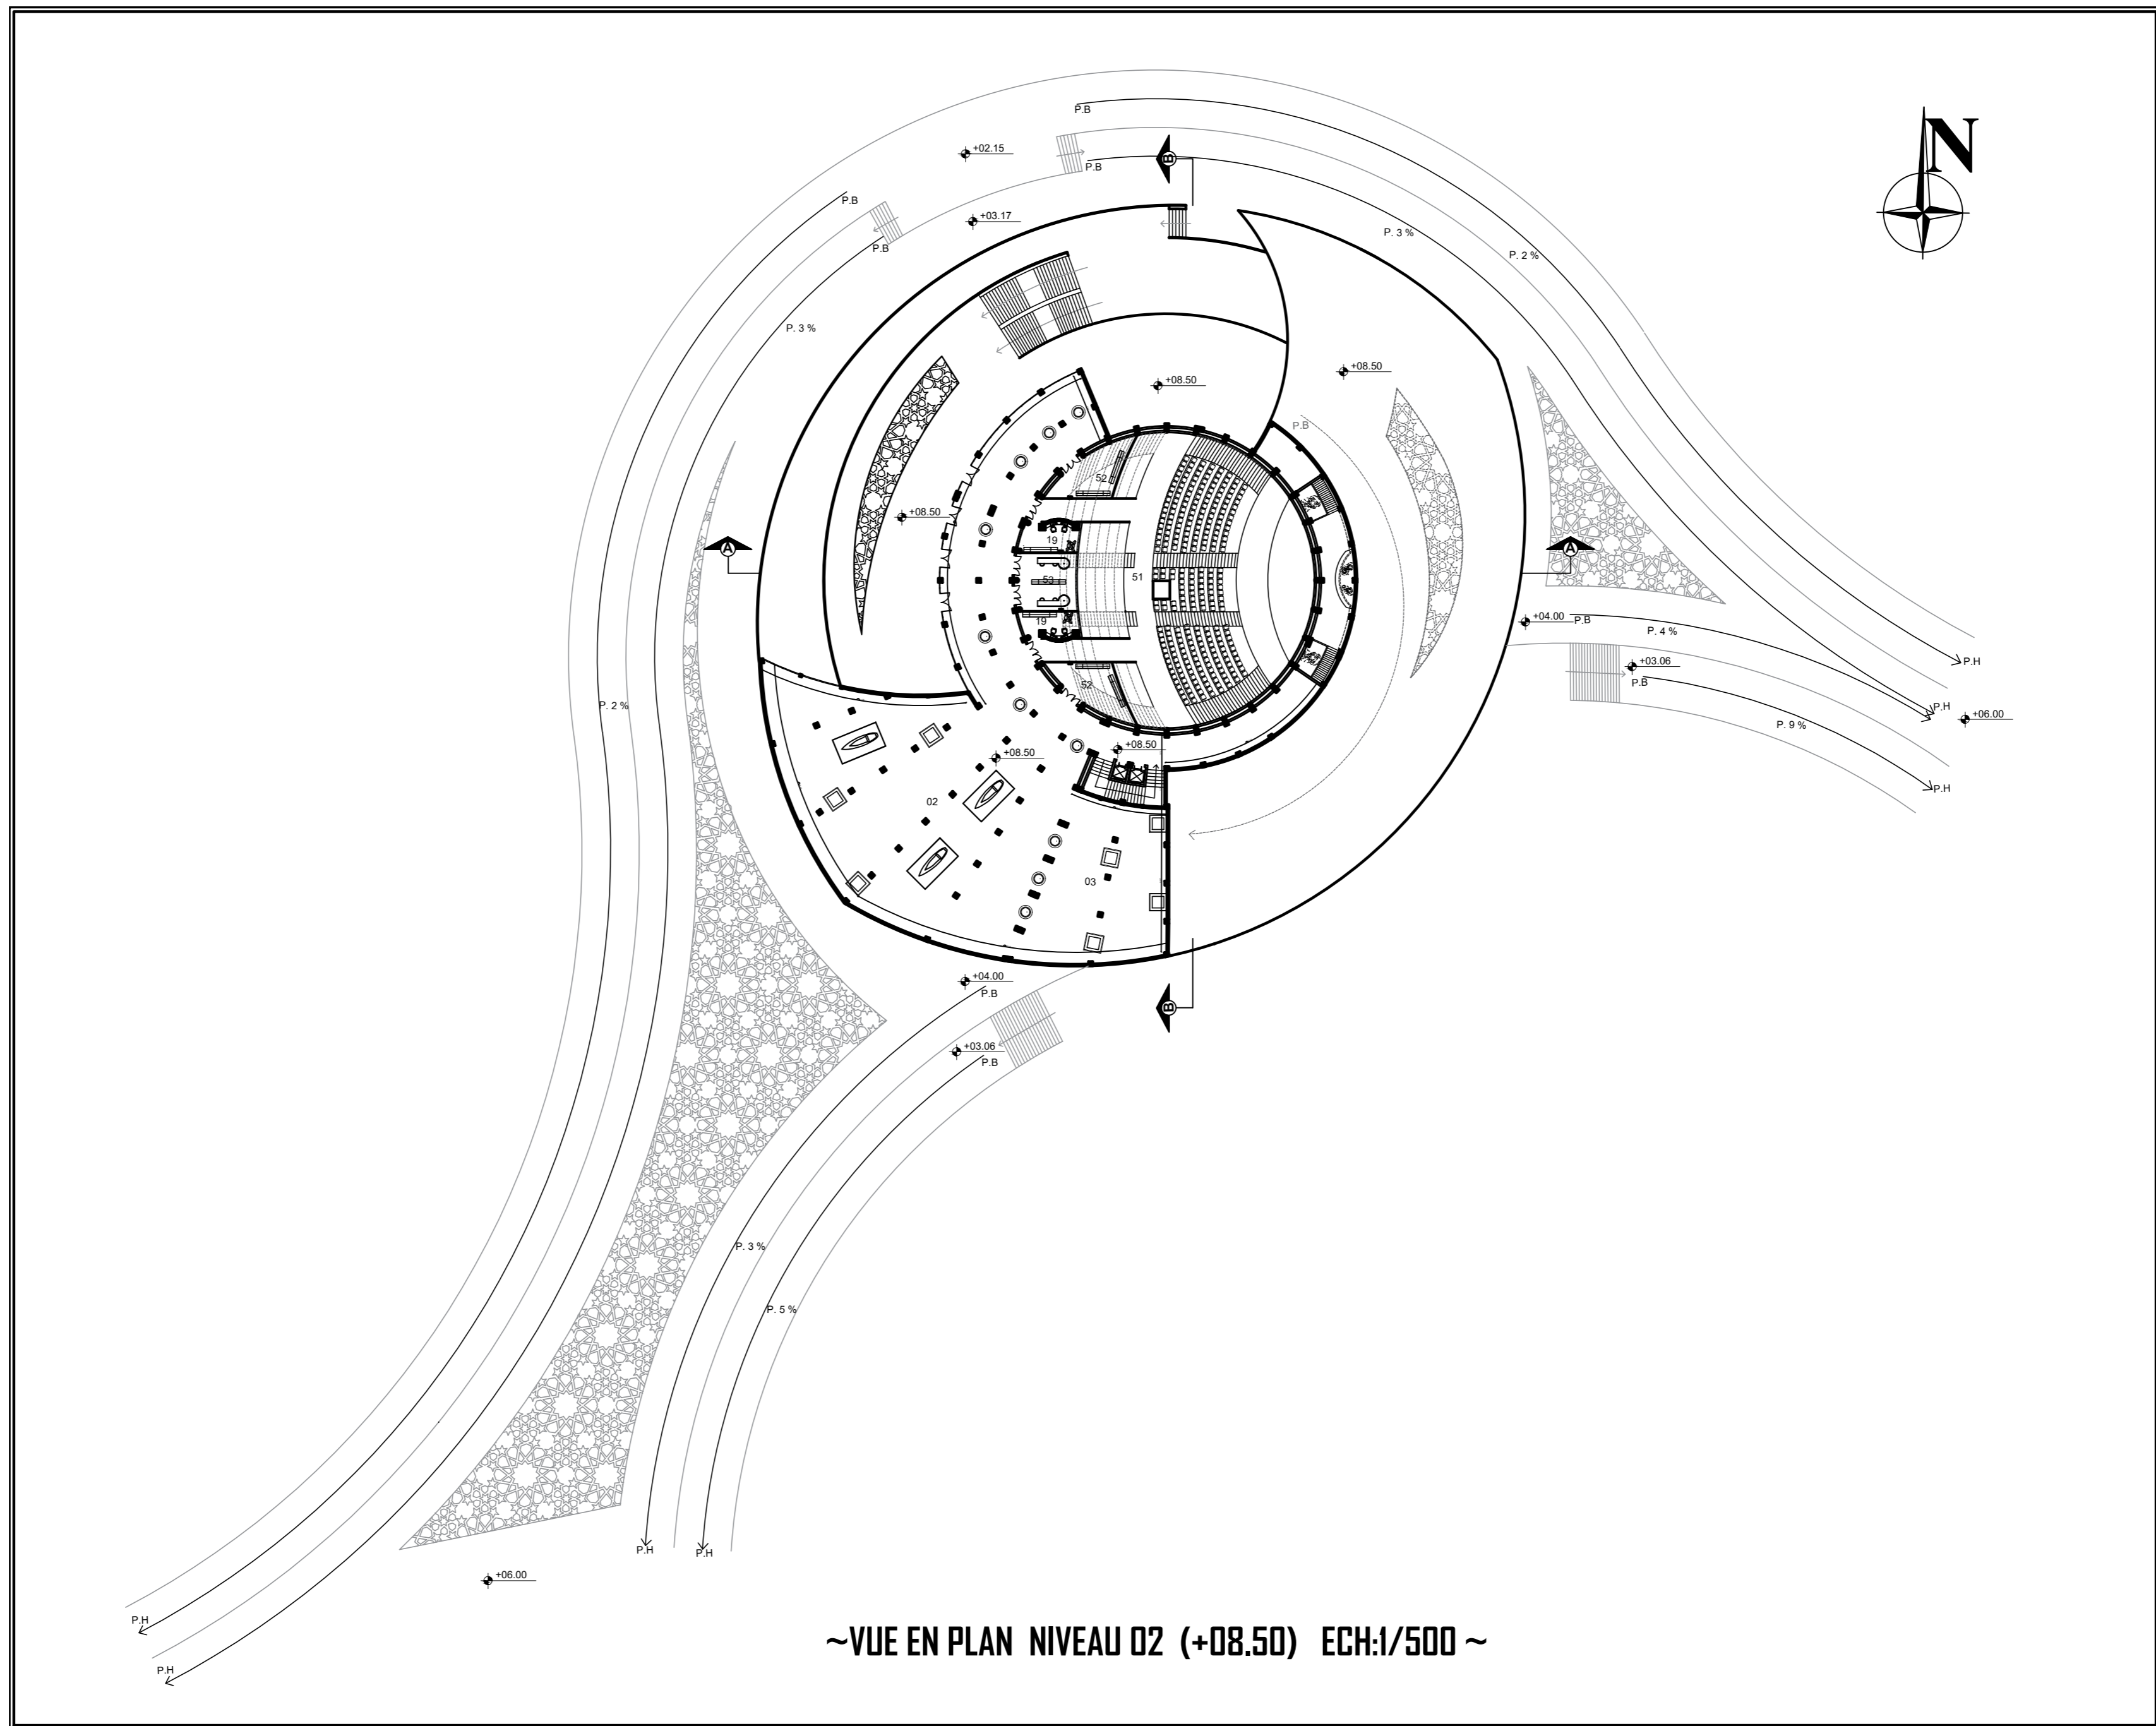 P.B
N
+02.15
B
P.B
P.B
+03.17
P.B
P. 3 %
P. 2 %
P. 3 %
+08.50
+08.50
P.B
52
+08.50
19
A
A
53
51
19
+04.00
P.B
P. 4 %
P.H
+03.06
P.B
52
P. 2 %
P.H
+06.00
P. 9 %
+08.50
+08.50
P.H
02
03
+04.00
P.B
B
+03.06
P.B
P. 3 %
P. 5 %
P.H
P.H
+06.00
P.H
P.H
~VUE EN PLAN NIVEAU 02 (+08.50) ECH:1/500 ~